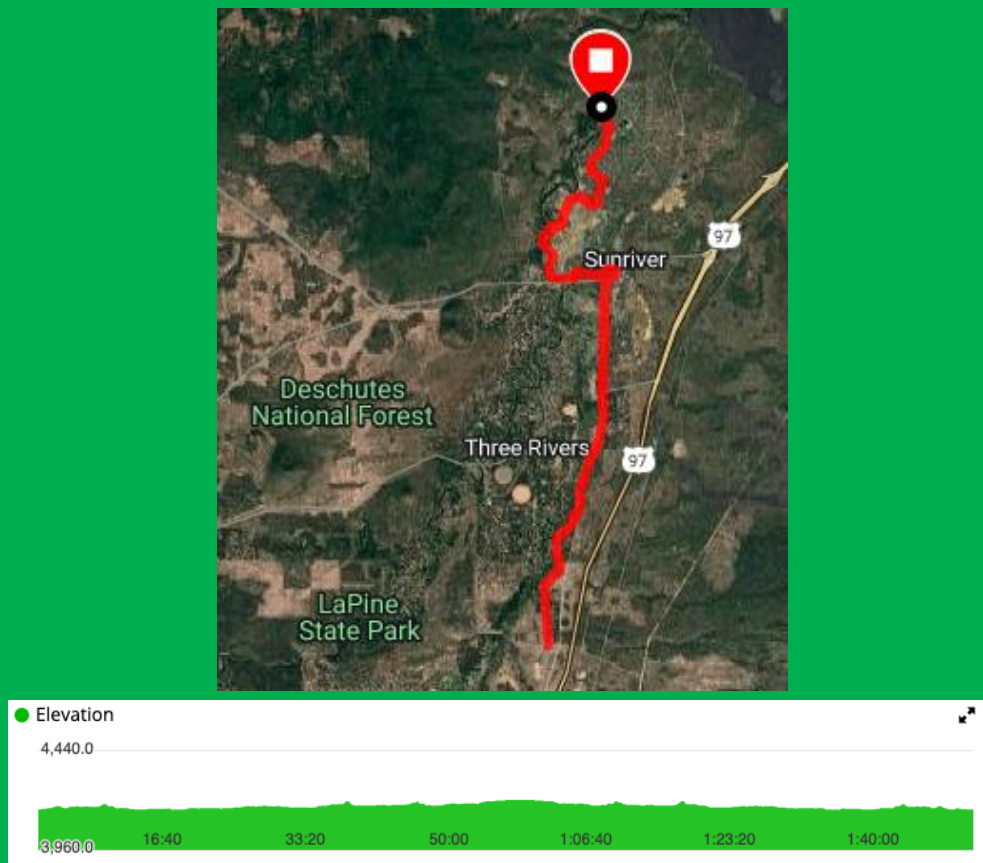 97
Sunriver
Deschutes
National Forest
Three Rivers
97
LaPine
State Park
Elevation
4,440.0
3,960.0
16:40
33:20
50:00
1:06:40
1:23:20
1:40:00